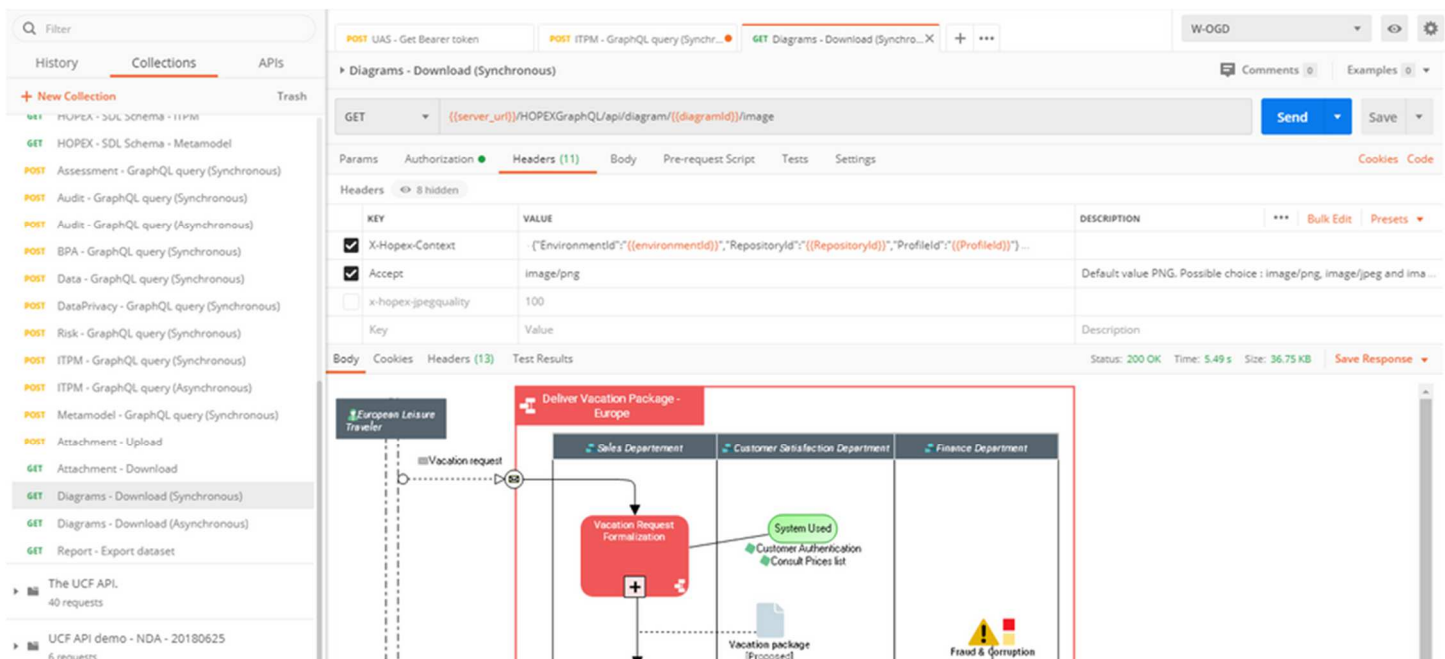 Filter
History Collections APIs
+ New Collection Trash
GET HOPEX - SDL Schema - ITPM
GET HOPEX - SDL Schema - Metamodel
POST Assessment - GraphQL query (Synchronous)
POST Audit - GraphQL query (Synchronous)
POST Audit - GraphQL query (Asynchronous)
POST BPA - GraphQL query (Synchronous)
POST Data - GraphQL query (Synchronous)
POST DataPrivacy - GraphQL query (Synchronous)
POST Risk - GraphQL query (Synchronous)
POST ITPM - GraphQL query (Synchronous)
POST ITPM - GraphQL query (Asynchronous)
POST Metamodel - GraphQL query (Synchronous)
POST Attachment - Upload
GET Attachment - Download
GET Diagrams - Download (Synchronous)
GET Diagrams - Download (Asynchronous)
GET Report - Export dataset
The UCF API.
40 requests
UCF API demo - NDA - 20180625
6 requests
POST UAS - Get Bearer token POST ITPM - GraphQL query (Synchr... GET Diagrams - Download (Synchro... X + ...
W-OGD
Diagrams - Download (Synchronous) Comments 0 Examples 0
GET {{server_url}}/HOPEXGraphQL/api/diagram/{{diagramId}}/image Send Save
Params Authorization Headers (11) Body Pre-request Script Tests Settings Cookies Code
Headers 8 hidden
KEY VALUE DESCRIPTION ... Bulk Edit Presets
X-Hopex-Context {"EnvironmentId":"{{environmentId}}","RepositoryId":"{{RepositoryId}}","ProfileId":"{{ProfileId}}"} ...
Accept image/png Default value PNG. Possible choice : image/png, image/jpeg and ima ...
x-hopex-jpegquality 100
Key Value Description
Body Cookies Headers (13) Test Results Status: 200 OK Time: 5.49 s Size: 36.75 KB Save Response
European Leisure
Traveler
Deliver Vacation Package -
Europe
Sales Departement Customer Satisfaction Department Finance Department
Vacation request
Vacation Request
Formalization
System Used
Customer Authentication
Consult Prices list
Vacation package
[Proposed]
Fraud & Corruption